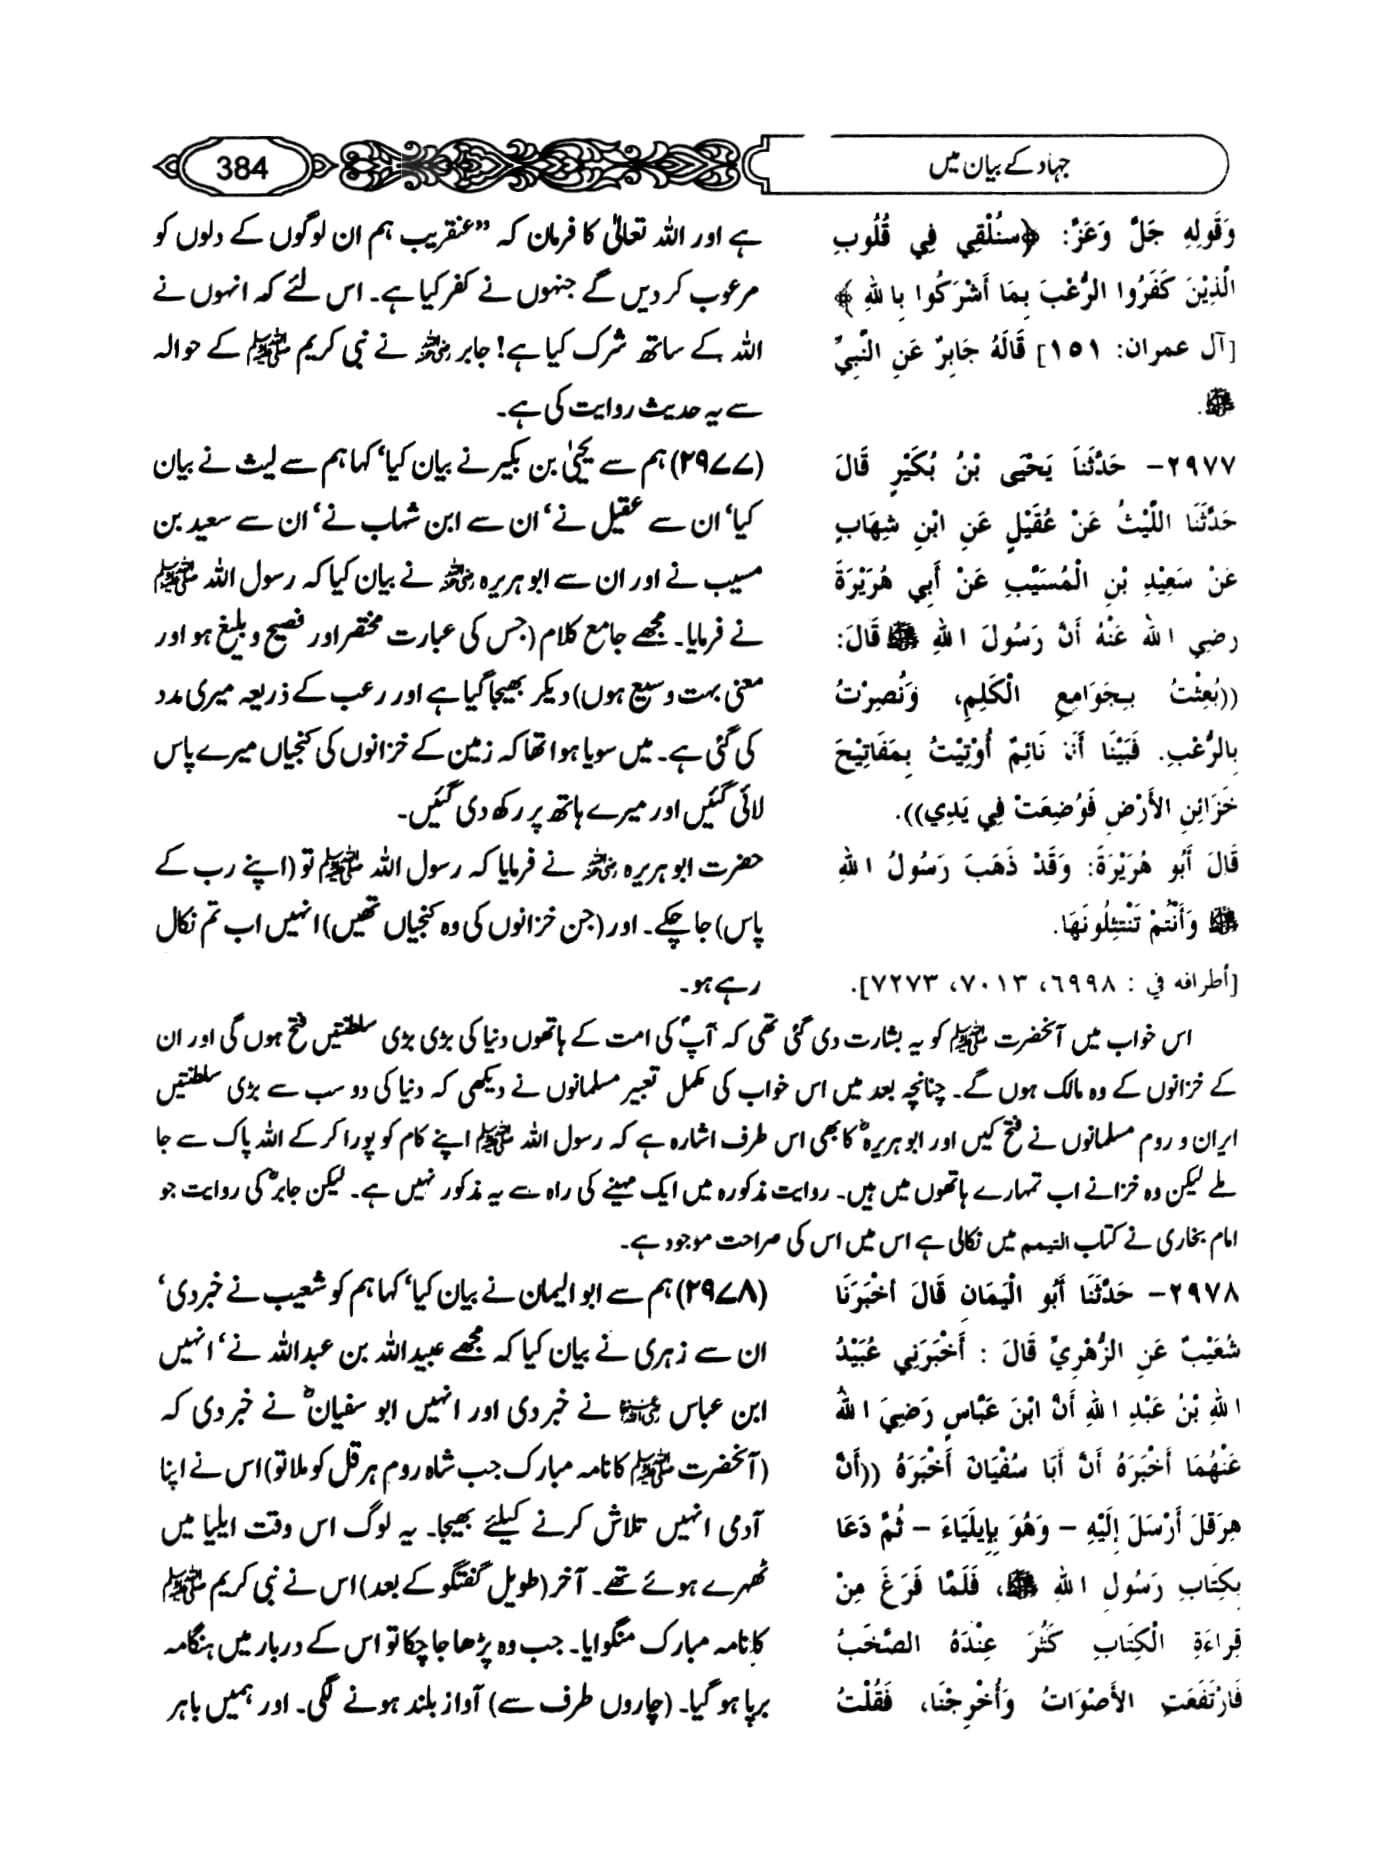 جہاد کے بیان میں
384
وَقَولِهِ جَلَّ وَعَزَّ: ﴿سَنُلْقِي فِي قُلُوبِ
الَّذِيْنَ كَفَرُوا الرُّعْبَ بِمَا أَشْرَكُوا بِاللهِ﴾
[آل عمران: ١٥١] قَالَهُ جَابِرٌ عَنِ النَّبِيِّ
ﷺ.
ہے اور اللہ تعالیٰ کا فرمان کہ ”عنقریب ہم ان لوگوں کے دلوں کو
مرعوب کر دیں گے جنہوں نے کفر کیا ہے۔ اس لئے کہ انہوں نے
اللہ کے ساتھ شرک کیا ہے! جابر رضی اللہ عنہ نے نبی کریم ﷺ کے حوالہ
سے یہ حدیث روایت کی ہے۔
٢٩٧٧- حَدَّثَنَا يَحْيَى بْنُ بُكَيْرٍ قَالَ
حَدَّثَنَا اللَّيْثُ عَنْ عُقَيْلٍ عَنِ ابْنِ شِهَابٍ
عَنْ سَعِيْدِ بْنِ الْمُسَيَّبِ عَنْ أَبِي هُرَيْرَةَ
رضي الله عَنْهُ أَنَّ رَسُولَ اللهِ ﷺ قَالَ:
((بُعِثْتُ بِجَوَامِعِ الْكَلِمِ، وَنُصِرْتُ
بِالرُّعْبِ. فَبَيْنَا أَنَا نَائِمٌ أُوْتِيْتُ بِمَفَاتِيْحَ
خَزَائِنِ الأَرْضِ فَوُضِعَتْ فِي يَدِي)).
قَالَ أَبُو هُرَيْرَةَ: وَقَدْ ذَهَبَ رَسُولُ اللهِ
ﷺ وَأَنْتُمْ تَنْتَثِلُونَهَا.
[أطرافه في : ٦٩٩٨، ٧٠١٣، ٧٢٧٣].
(۲۹۷۷) ہم سے یحییٰ بن بکیر نے بیان کیا‘ کہا ہم سے لیث نے بیان
کیا‘ ان سے عقیل نے‘ ان سے ابن شہاب نے‘ ان سے سعید بن
مسیب نے اور ان سے ابو ہریرہ رضی اللہ عنہ نے بیان کیا کہ رسول اللہ ﷺ
نے فرمایا۔ مجھے جامع کلام (جس کی عبارت مختصر اور فصیح و بلیغ ہو اور
معنی بہت وسیع ہوں) دیکر بھیجا گیا ہے اور رعب کے ذریعہ میری مدد
کی گئی ہے۔ میں سویا ہوا تھا کہ زمین کے خزانوں کی کنجیاں میرے پاس
لائی گئیں اور میرے ہاتھ پر رکھ دی گئیں۔
حضرت ابو ہریرہ رضی اللہ عنہ نے فرمایا کہ رسول اللہ ﷺ تو (اپنے رب کے
پاس) جا چکے۔ اور (جن خزانوں کی وہ کنجیاں تھیں) انہیں اب تم نکال
رہے ہو۔
اس خواب میں آنحضرت ﷺ کو یہ بشارت دی گئی تھی کہ آپؐ کی امت کے ہاتھوں دنیا کی بڑی بڑی سلطنتیں فتح ہوں گی اور ان
کے خزانوں کے وہ مالک ہوں گے۔ چنانچہ بعد میں اس خواب کی مکمل تعبیر مسلمانوں نے دیکھی کہ دنیا کی دو سب سے بڑی سلطنتیں
ایران و روم مسلمانوں نے فتح کیں اور ابو ہریرہؓ کا بھی اس طرف اشارہ ہے کہ رسول اللہ ﷺ اپنے کام کو پورا کر کے اللہ پاک سے جا
ملے لیکن وہ خزانے اب تمہارے ہاتھوں میں ہیں۔ روایت مذکورہ میں ایک مہینے کی راہ سے یہ مذکور نہیں ہے۔ لیکن جابرؓ کی روایت جو
امام بخاری نے کتاب التیمم میں نکالی ہے اس میں اس کی صراحت موجود ہے۔
٢٩٧٨- حَدَّثَنَا أَبُو الْيَمَانِ قَالَ أَخْبَرَنَا
شُعَيْبٌ عَنِ الزُّهْرِيِّ قَالَ : أَخْبَرَنِي عُبَيْدُ
اللهِ بْنُ عَبْدِ اللهِ أَنَّ ابْنَ عَبَّاسٍ رَضِيَ اللهُ
عَنْهُمَا أَخْبَرَهُ أَنَّ أَبَا سُفْيَانَ أَخْبَرَهُ ((أَنَّ
هِرَقْلَ أَرْسَلَ إِلَيْهِ – وَهُوَ بِإِيلِيَاءَ – ثُمَّ دَعَا
بِكِتَابِ رَسُولِ اللهِ ﷺ، فَلَمَّا فَرَغَ مِنْ
قِرَاءَةِ الْكِتَابِ كَثُرَ عِنْدَهُ الصَّخَبُ
فَارْتَفَعَتِ الأَصْوَاتُ وَأُخْرِجْنَا، فَقُلْتُ
(۲۹۷۸) ہم سے ابو الیمان نے بیان کیا‘ کہا ہم کو شعیب نے خبر دی‘
ان سے زہری نے بیان کیا کہ مجھے عبید اللہ بن عبد اللہ نے‘ انہیں
ابن عباس رضی اللہ عنہما نے خبر دی اور انہیں ابو سفیانؓ نے خبر دی کہ
(آنحضرت ﷺ کا نامہ مبارک جب شاہ روم ہرقل کو ملا تو) اس نے اپنا
آدمی انہیں تلاش کرنے کیلئے بھیجا۔ یہ لوگ اس وقت ایلیا میں
ٹھہرے ہوئے تھے۔ آخر (طویل گفتگو کے بعد) اس نے نبی کریم ﷺ
کا نامہ مبارک منگوایا۔ جب وہ پڑھا جا چکا تو اس کے دربار میں ہنگامہ
برپا ہو گیا۔ (چاروں طرف سے) آواز بلند ہونے لگی۔ اور ہمیں باہر